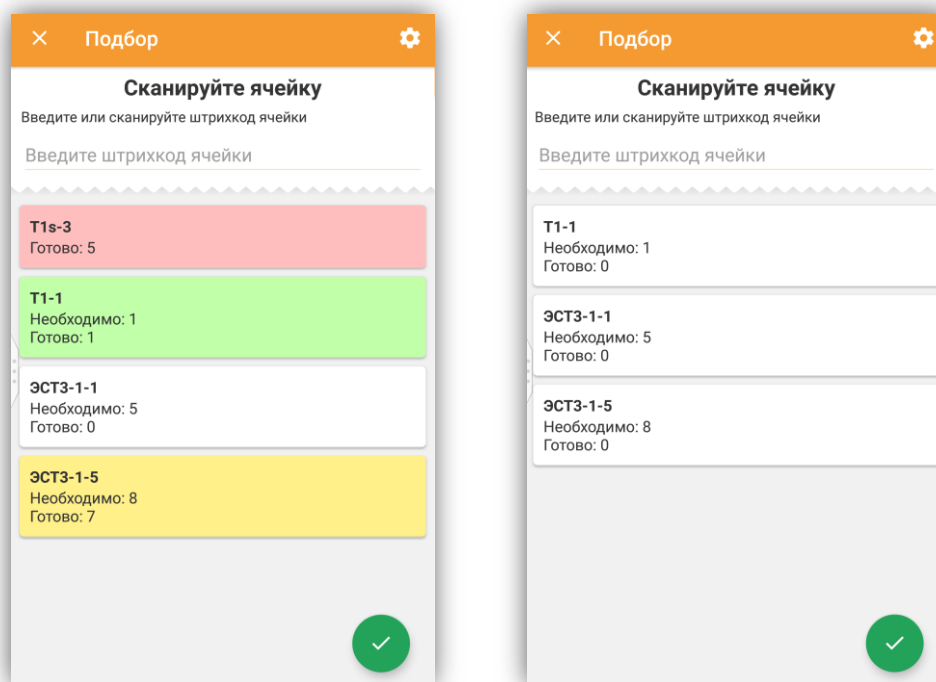 Подбор
Сканируйте ячейку
Введите или сканируйте штрихкод ячейки
Введите штрихкод ячейки
T1s-3
Готово: 5
T1-1
Необходимо: 1
Готово: 1
ЭСТ3-1-1
Необходимо: 5
Готово: 0
ЭСТ3-1-5
Необходимо: 8
Готово: 7
Подбор
Сканируйте ячейку
Введите или сканируйте штрихкод ячейки
Введите штрихкод ячейки
T1-1
Необходимо: 1
Готово: 0
ЭСТ3-1-1
Необходимо: 5
Готово: 0
ЭСТ3-1-5
Необходимо: 8
Готово: 0